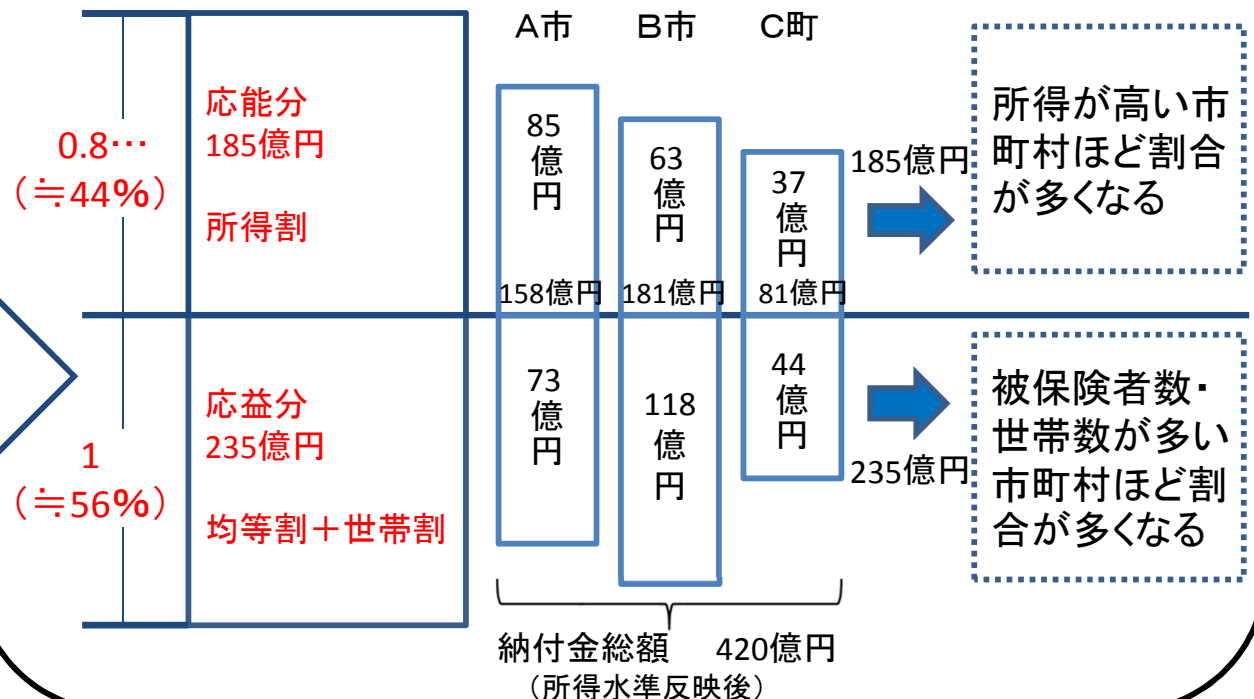 A市
B市
C町
0.8…
（≒44%）
応能分
185億円
所得割
85
億
円
63
億
円
37
億
円
185億円
所得が高い市
町村ほど割合
が多くなる
158億円
181億円
81億円
1
（≒56%）
応益分
235億円
均等割＋世帯割
73
億
円
118
億
円
44
億
円
235億円
被保険者数・
世帯数が多い
市町村ほど割
合が多くなる
納付金総額　420億円
（所得水準反映後）